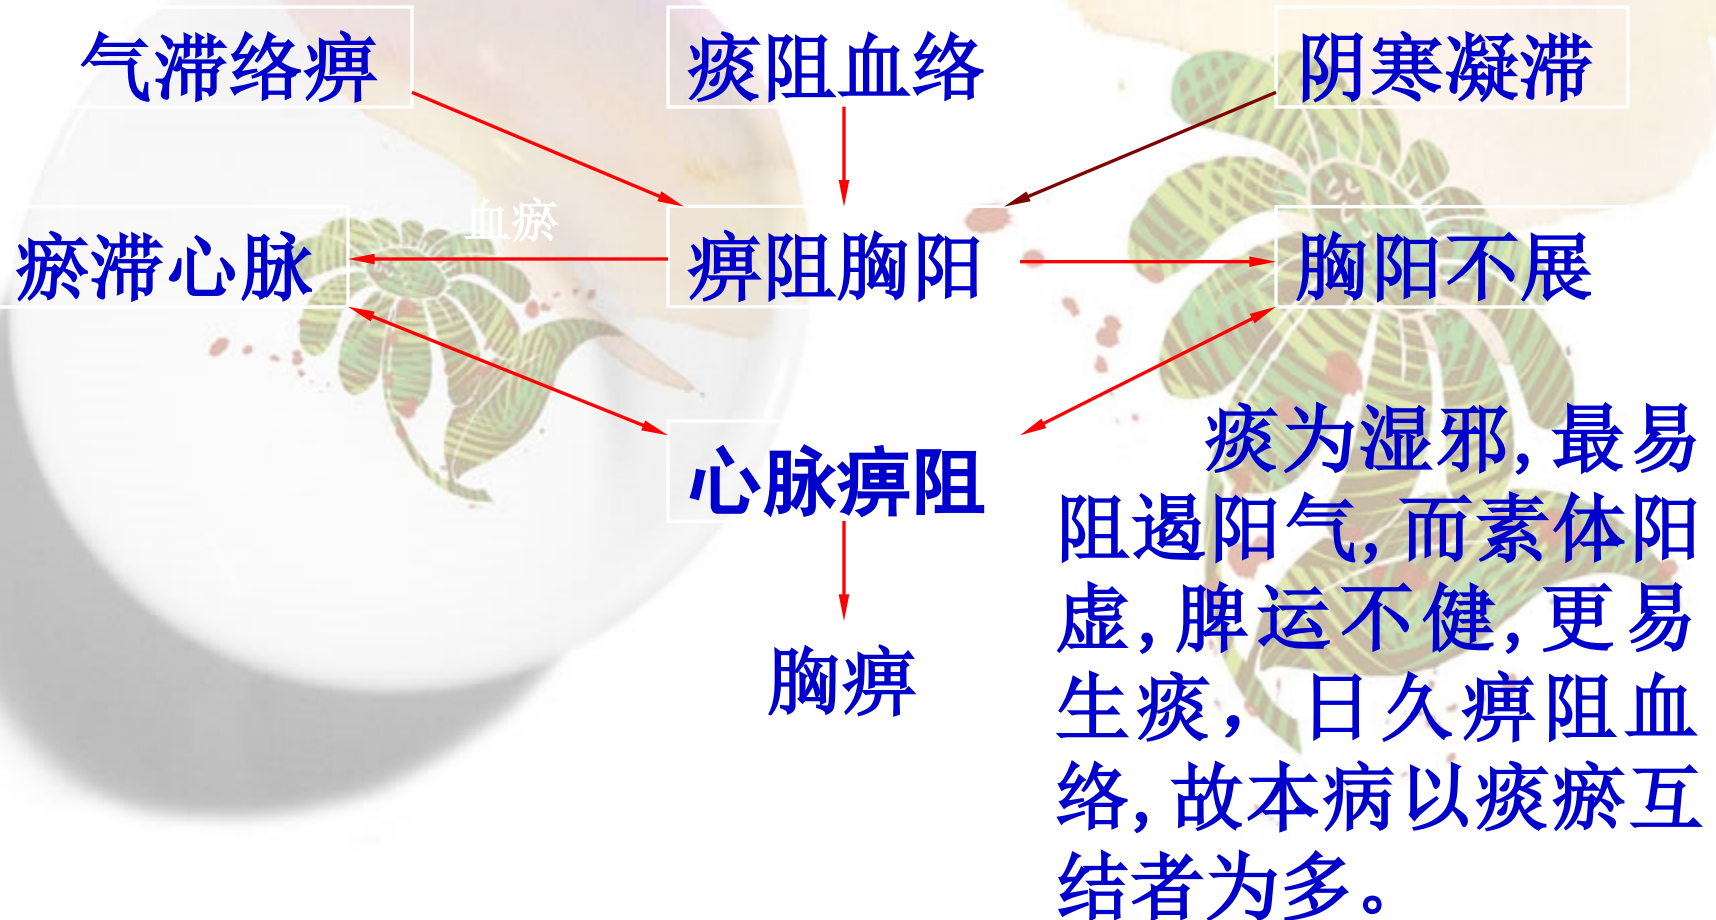 气滞络痹 痰阻血络 阴寒凝滞
血瘀
瘀滞心脉 痹阻胸阳 胸阳不展
心脉痹阻
胸痹
痰为湿邪,最易
阻遏阳气,而素体阳
虚,脾运不健,更易
生痰，日久痹阻血
络,故本病以痰瘀互
结者为多。